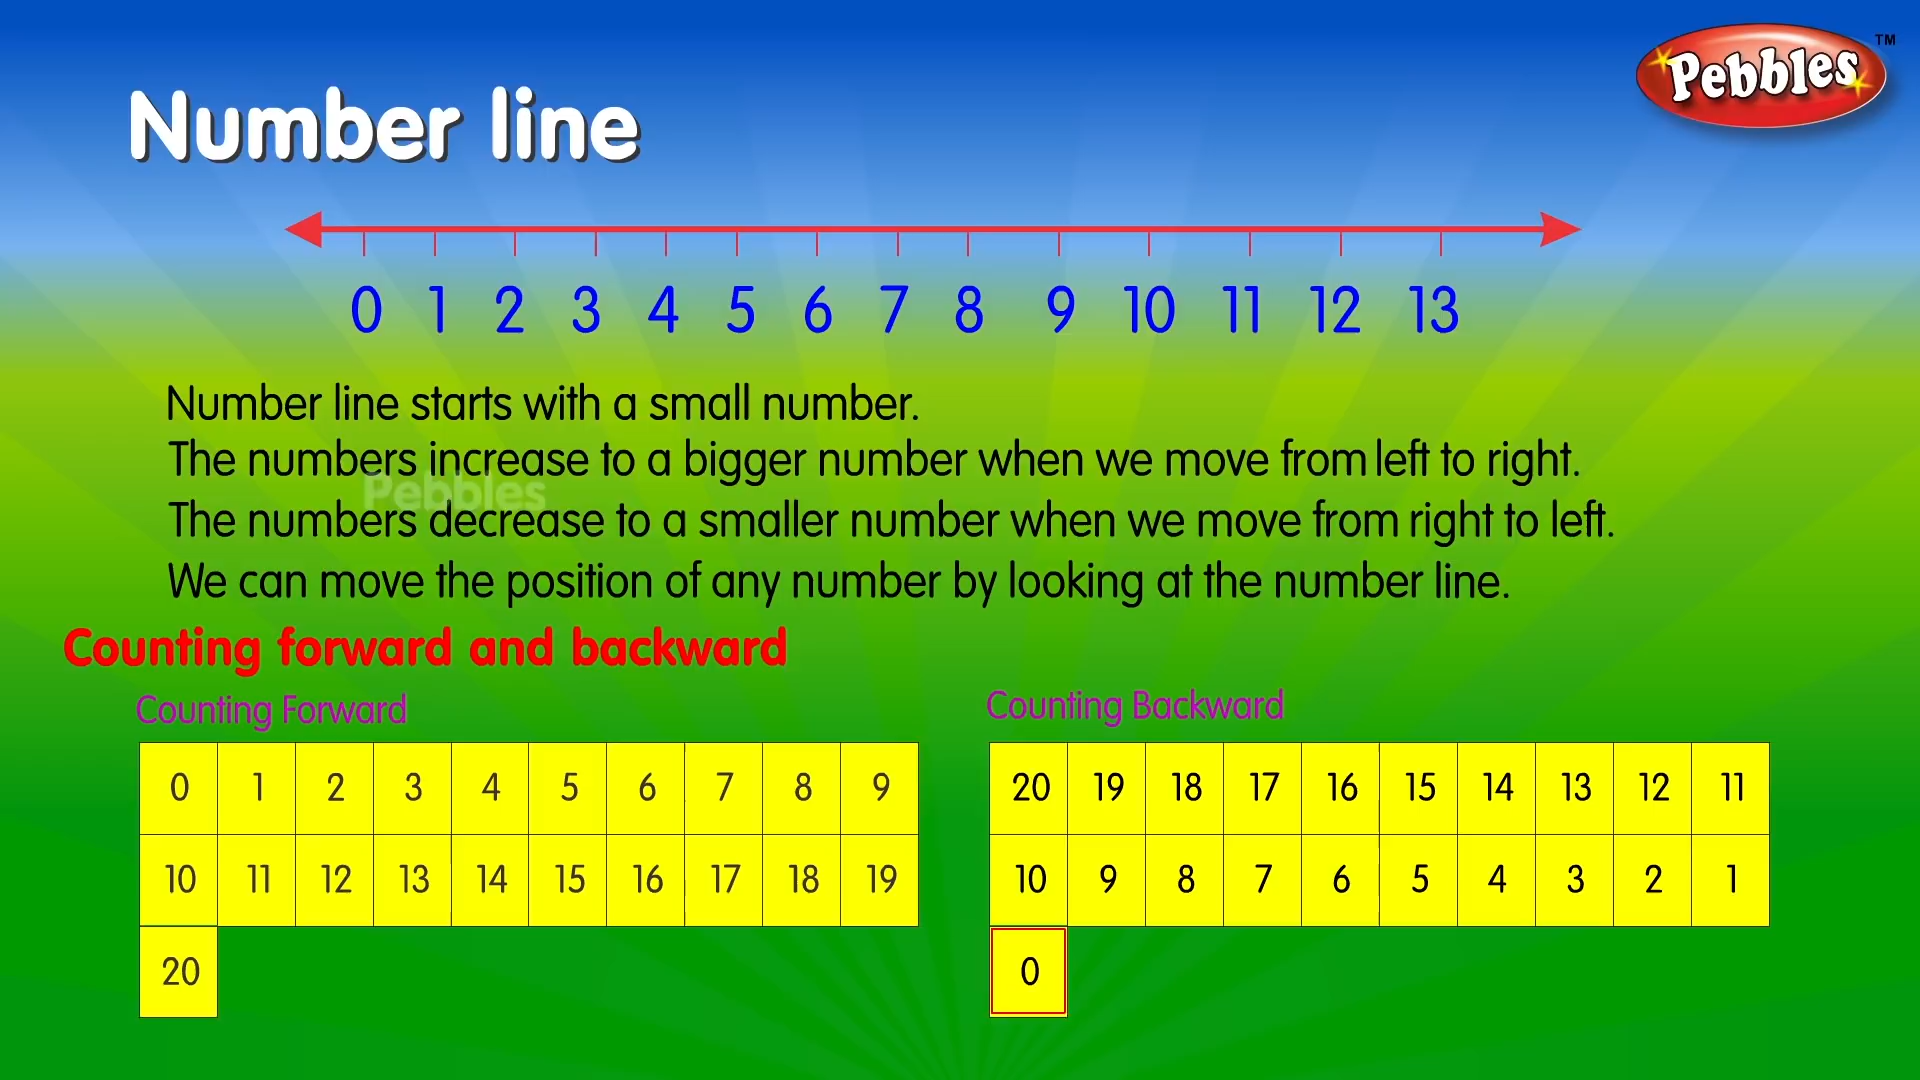 Pebbles TM
Number line
0 1 2 3 4 5 6 7 8 9 10 11 12 13
Number line starts with a small number.
The numbers increase to a bigger number when we move from left to right.
Pebbles
The numbers decrease to a smaller number when we move from right to left.
We can move the position of any number by looking at the number line.
Counting forward and backward
Counting Forward
0 1 2 3 4 5 6 7 8 9
10 11 12 13 14 15 16 17 18 19
20
Counting Backward
20 19 18 17 16 15 14 13 12 11
10 9 8 7 6 5 4 3 2 1
0